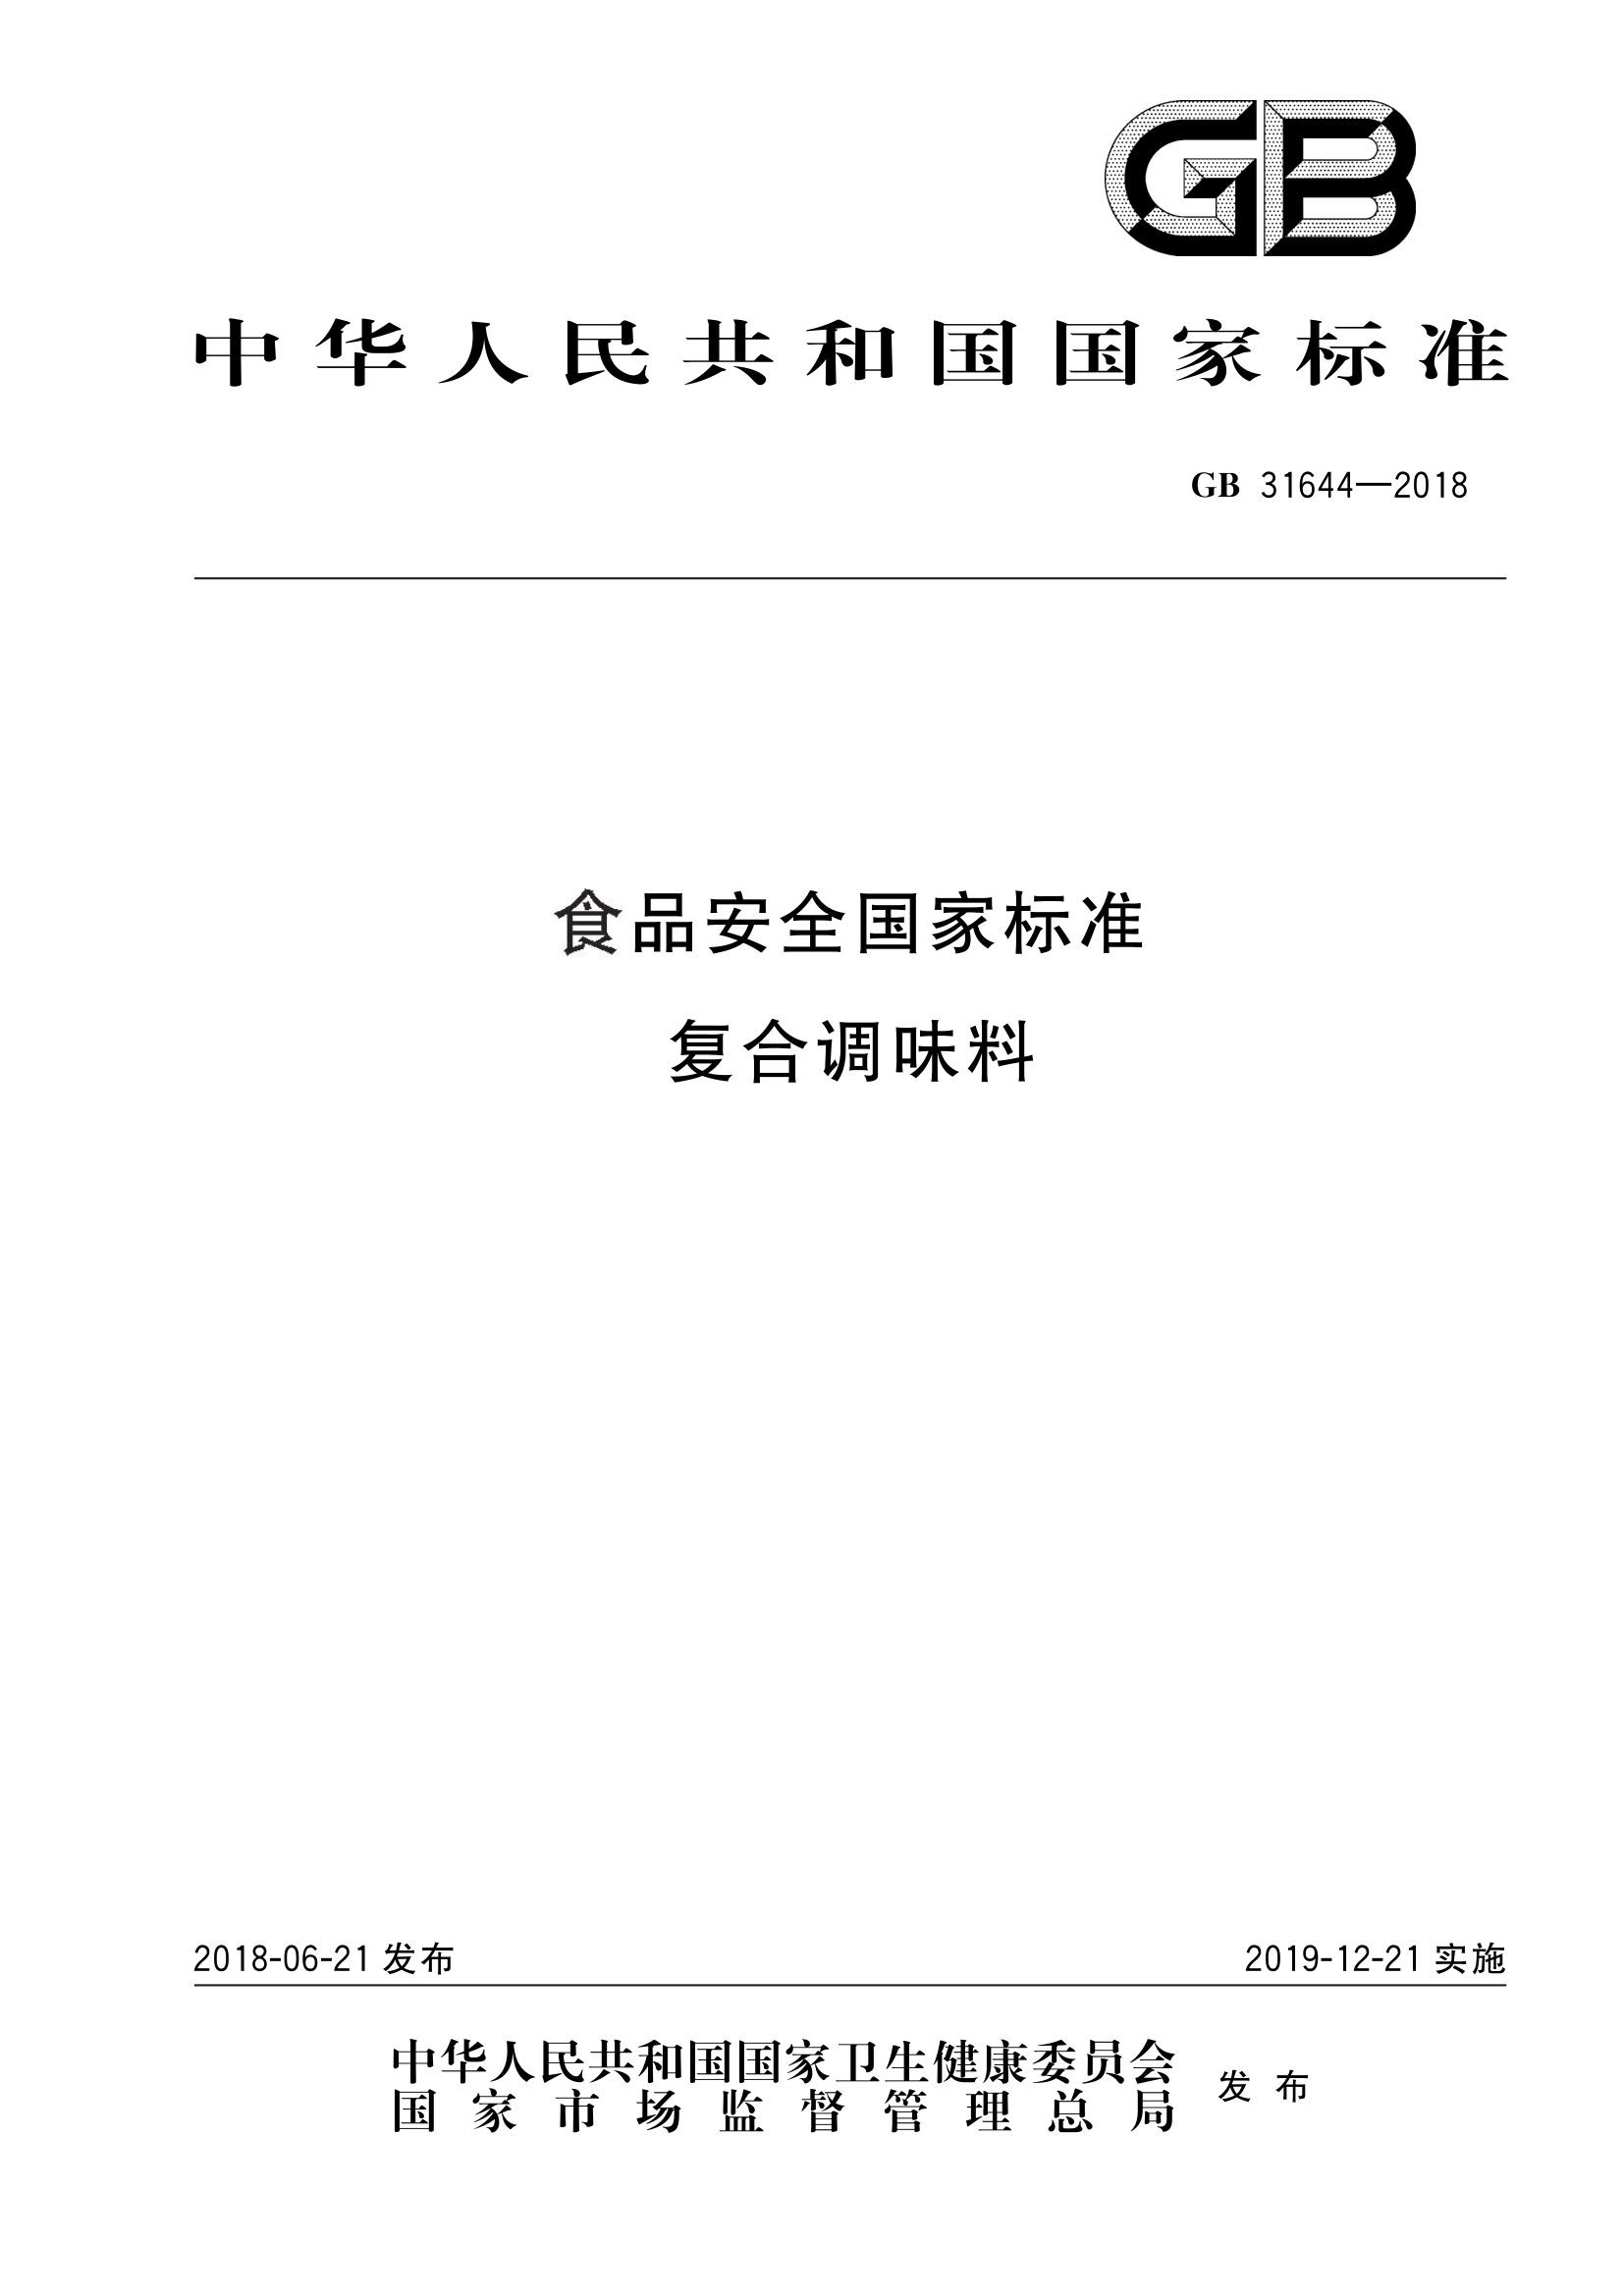 GB
中华人民共和国国家标准
GB 31644—2018
食品安全国家标准
复合调味料
2018-06-21 发布
2019-12-21 实施
中华人民共和国国家卫生健康委员会
国家市场监督管理总局
发布